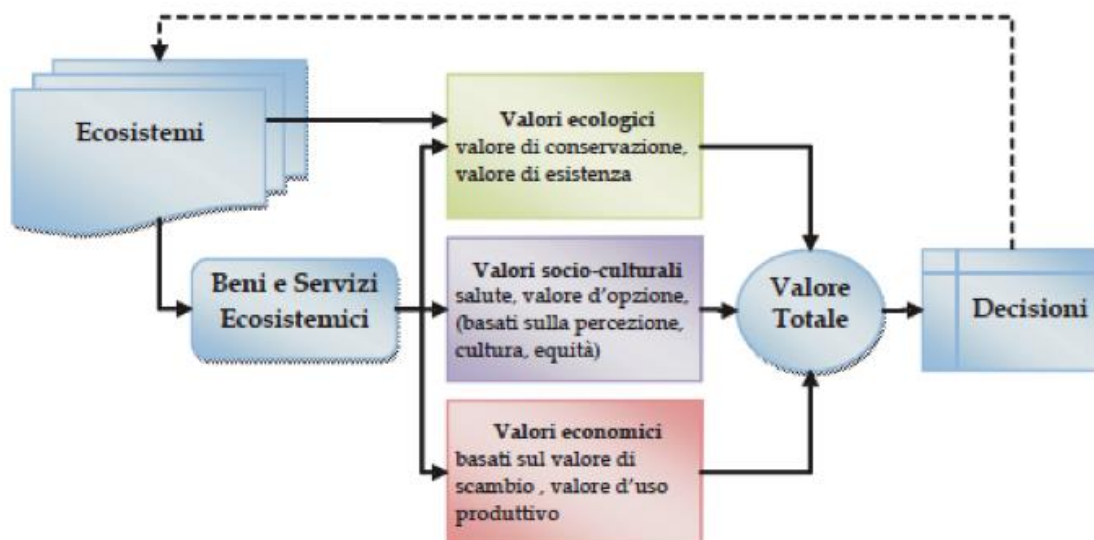 Ecosistemi
Beni e Servizi
Ecosistemici
Valori ecologici
valore di conservazione,
valore di esistenza
Valori socio-culturali
salute, valore d'opzione,
(basati sulla percezione,
cultura, equità)
Valori economici
basati sul valore di
scambio , valore d'uso
produttivo
Valore
Totale
Decisioni